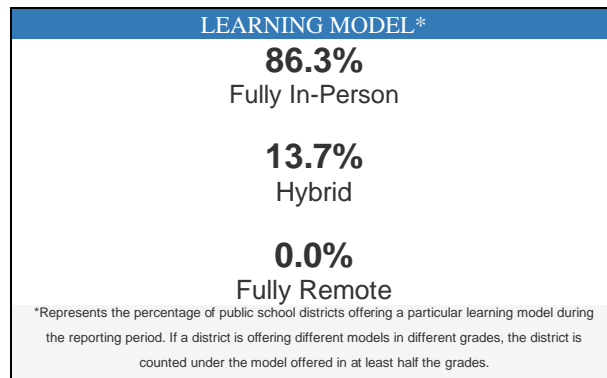 LEARNING MODEL*
86.3%
Fully In-Person
13.7%
Hybrid
0.0%
Fully Remote
*Represents the percentage of public school districts offering a particular learning model during
the reporting period. If a district is offering different models in different grades, the district is
counted under the model offered in at least half the grades.